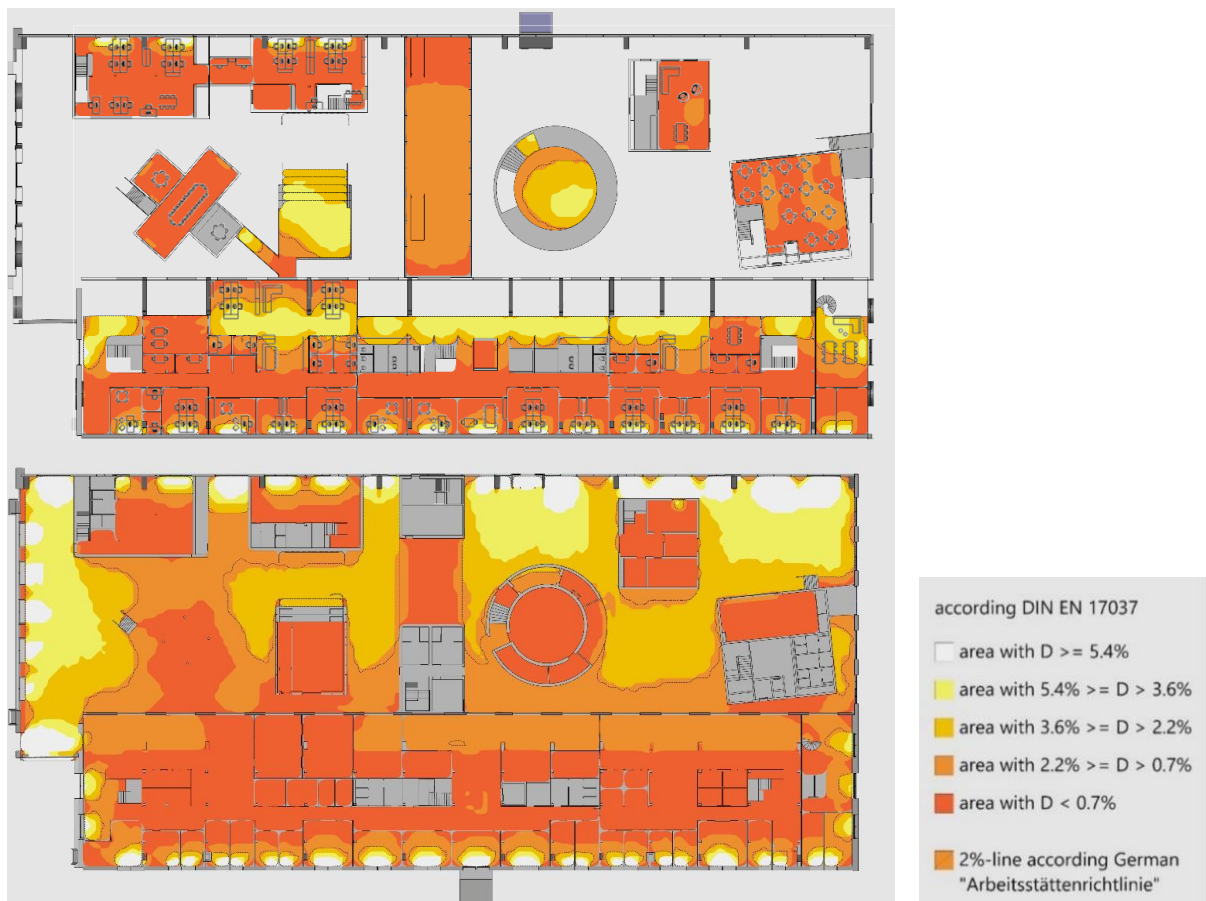 according DIN EN 17037
area with D >= 5.4%
area with 5.4% >= D > 3.6%
area with 3.6% >= D > 2.2%
area with 2.2% >= D > 0.7%
area with D < 0.7%
2%-line according German
"Arbeitsstättenrichtlinie"